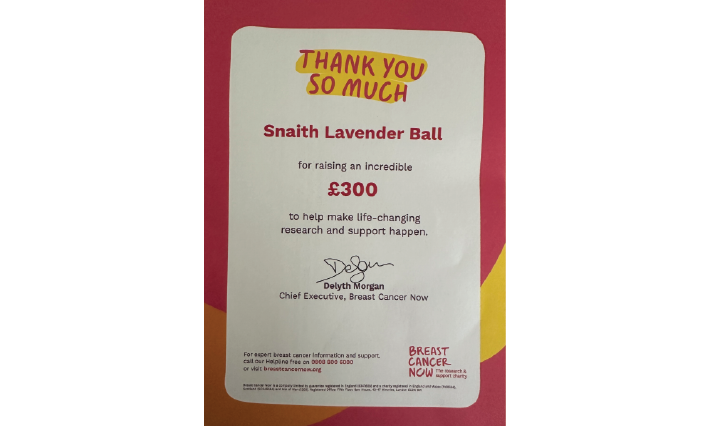 THANK YOU
SO MUCH
Snaith Lavender Ball
for raising an incredible
£300
to help make life-changing
research and support happen.
Delyth Morgan
Chief Executive, Breast Cancer Now
For expert breast cancer information and support,
call our Helpline free on 0808 800 6000
or visit breastcancernow.org
BREAST
CANCER
NOW The research &
support charity